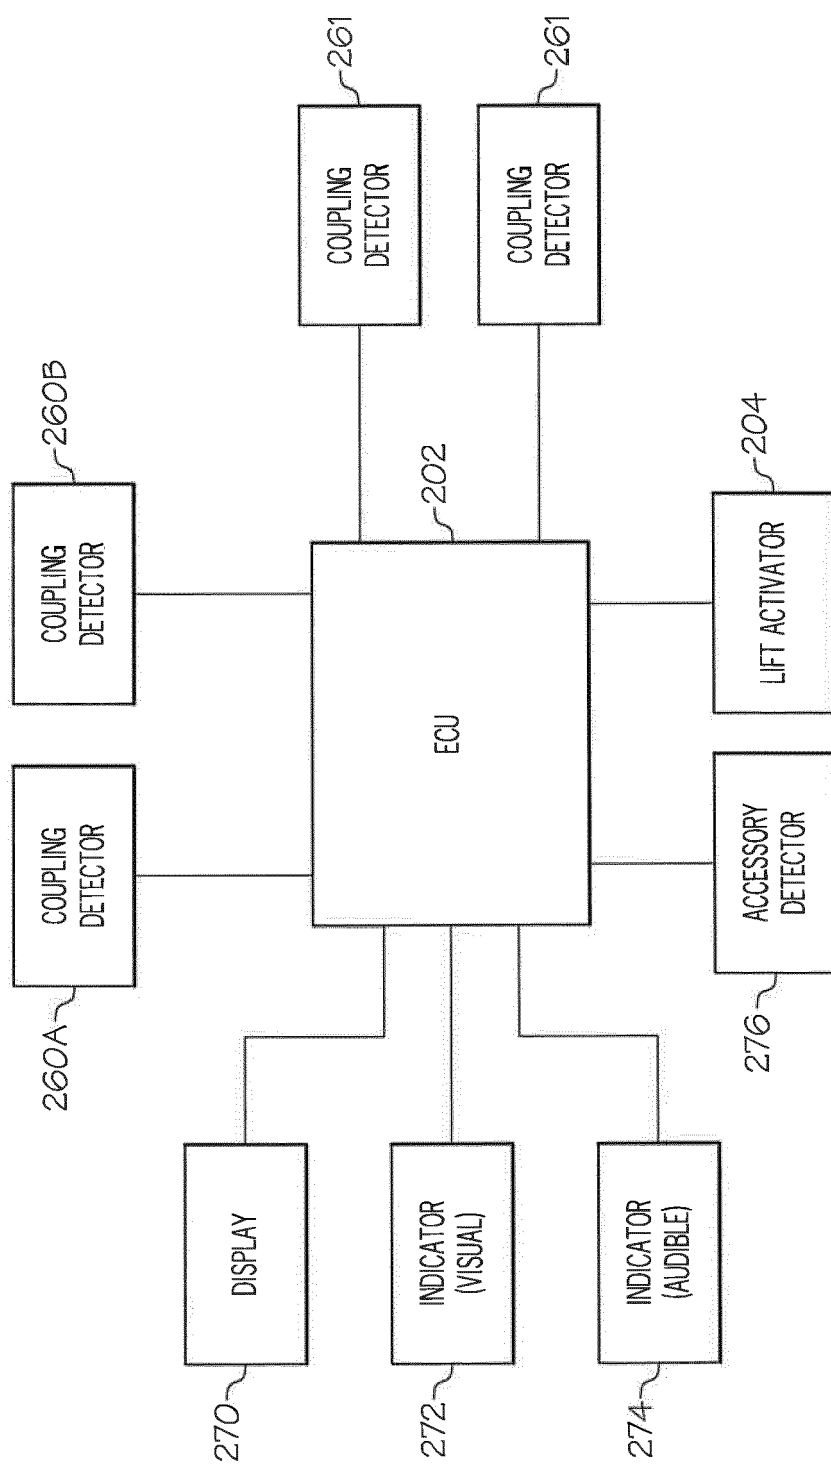 260A
COUPLING
DETECTOR
260B
COUPLING
DETECTOR
261
COUPLING
DETECTOR
261
COUPLING
DETECTOR
202
ECU
270
DISPLAY
272
INDICATOR
(VISUAL)
274
INDICATOR
(AUDIBLE)
276
ACCESSORY
DETECTOR
204
LIFT ACTIVATOR